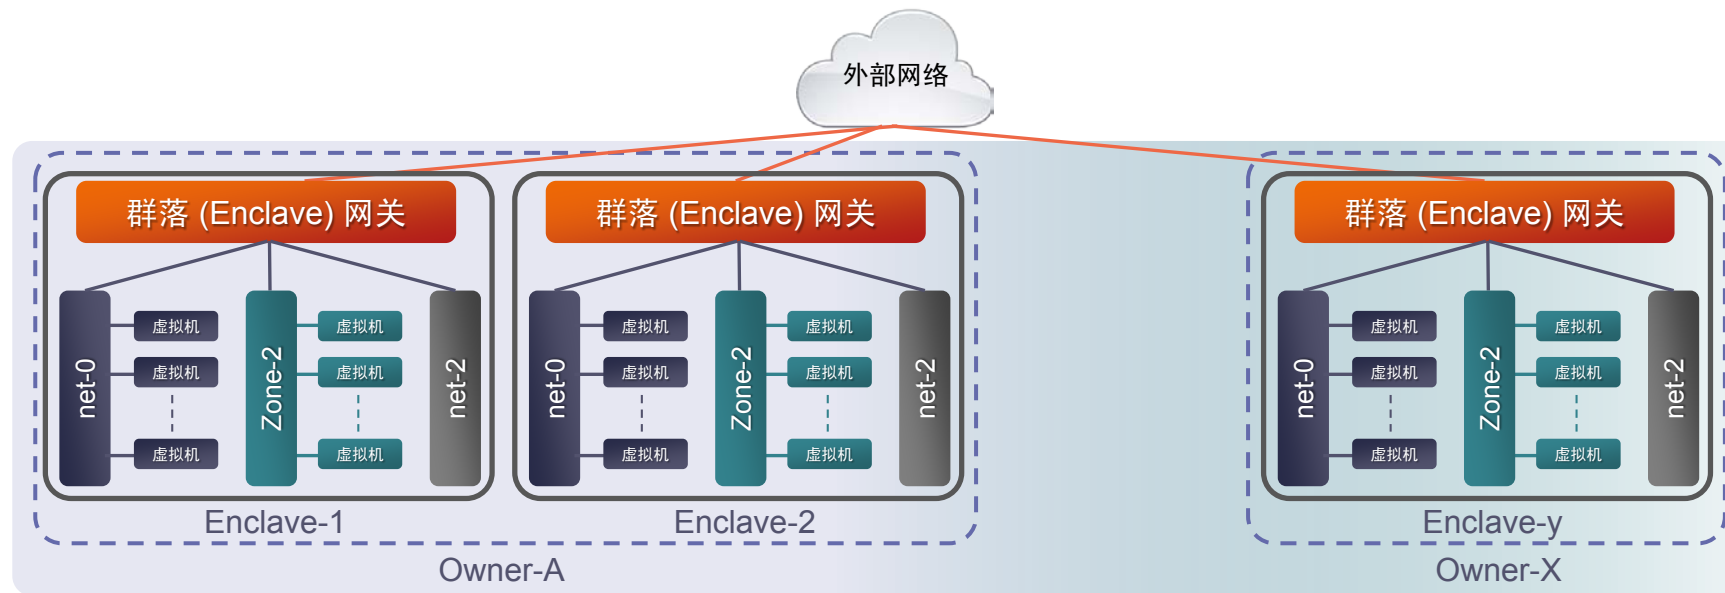 外部网络
群落 (Enclave) 网关
群落 (Enclave) 网关
群落 (Enclave) 网关
net-0
虚拟机
虚拟机
虚拟机
Zone-2
虚拟机
虚拟机
虚拟机
net-2
net-0
虚拟机
虚拟机
虚拟机
Zone-2
虚拟机
虚拟机
虚拟机
net-2
net-0
虚拟机
虚拟机
虚拟机
Zone-2
虚拟机
虚拟机
虚拟机
net-2
Enclave-1
Enclave-2
Enclave-y
Owner-A
Owner-X